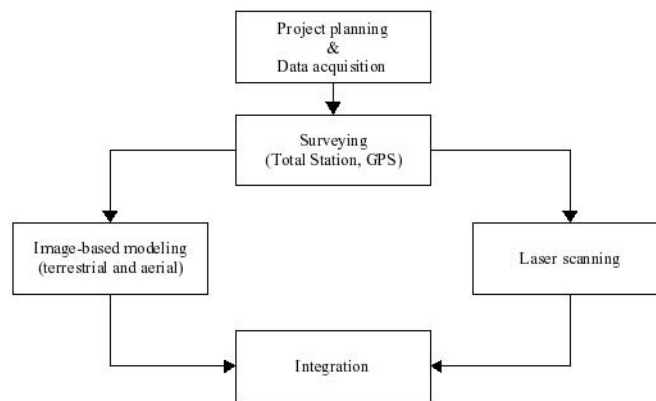 Project planning
&
Data acquisition
Surveying
(Total Station, GPS)
Image-based modeling
(terrestrial and aerial)
Laser scanning
Integration